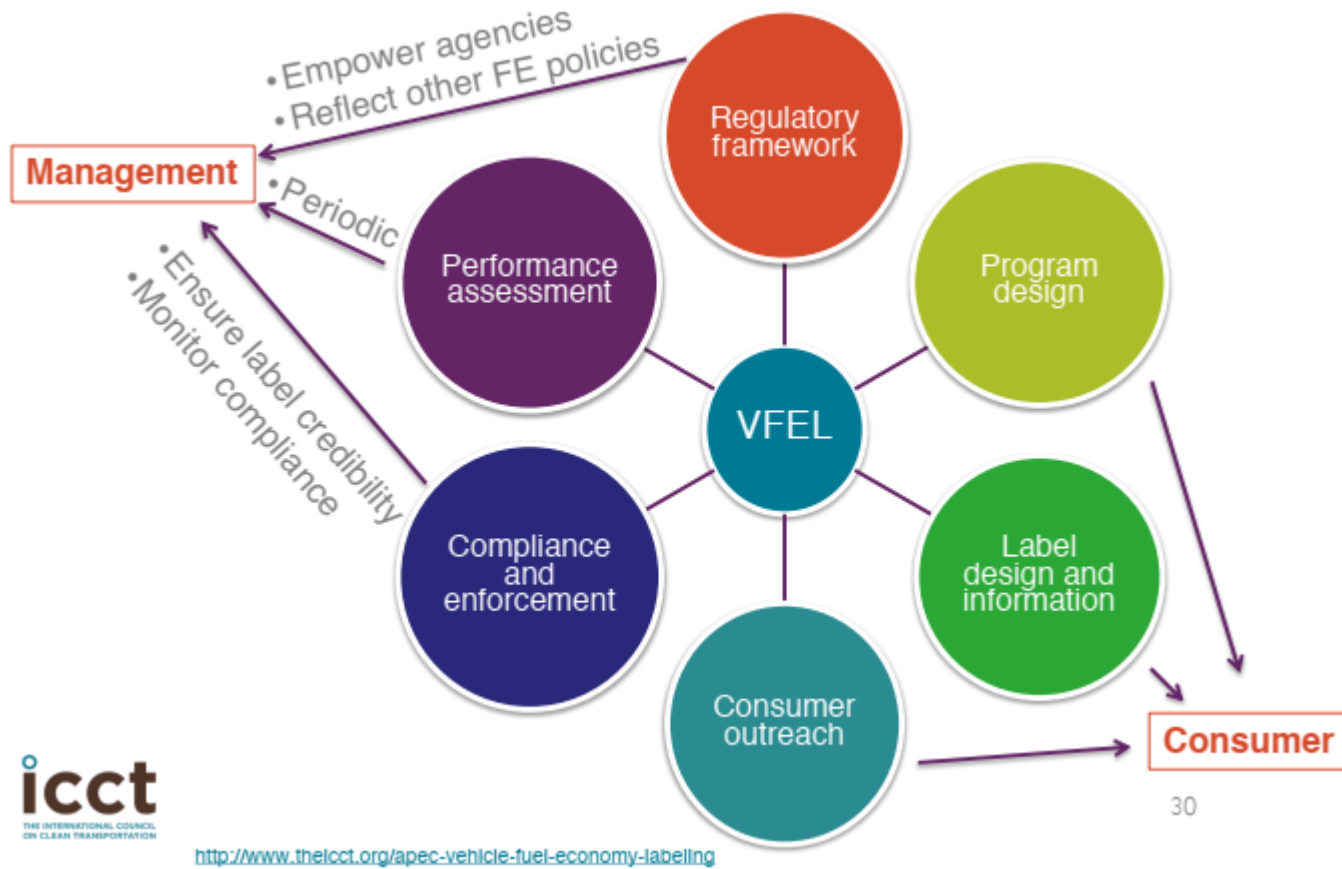 •Empower agencies
•Reflect other FE policies
Management
•Periodic
•Ensure label credibility
•Monitor compliance
Regulatory
framework
Performance
assessment
Program
design
VFEL
Compliance
and
enforcement
Label
design and
information
Consumer
outreach
Consumer
30
icct
THE INTERNATIONAL COUNCIL
ON CLEAN TRANSPORTATION
http://www.theicct.org/apec-vehicle-fuel-economy-labeling